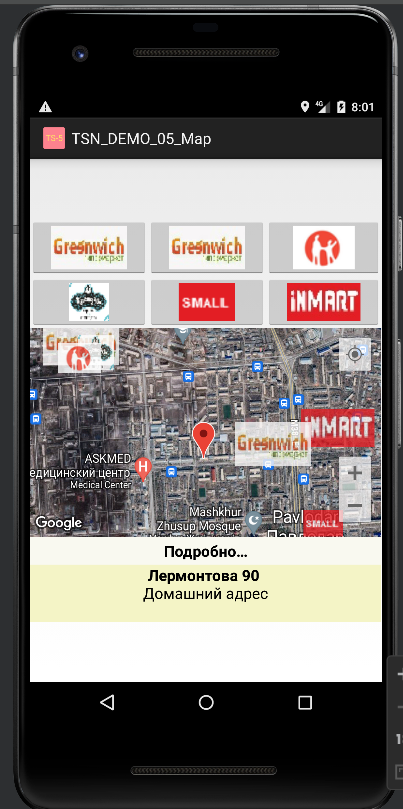 4G
8:01
TS-5
TSN_DEMO_05_Map
Greenwich
Greenwich
SMALL
iNMART
Greenwich
iNMART
ASKMED
едицинский центр
Medical Center
H
Mashkhur
Zhusup Mosque
Google
Pavlodar
SMALL
Подробно...
Лермонтова 90
Домашний адрес